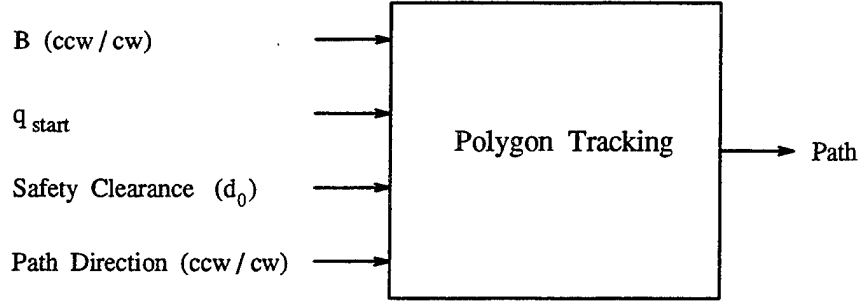 B (ccw/cw)
q start
Safety Clearance (d0)
Path Direction (ccw/cw)
Polygon Tracking
Path